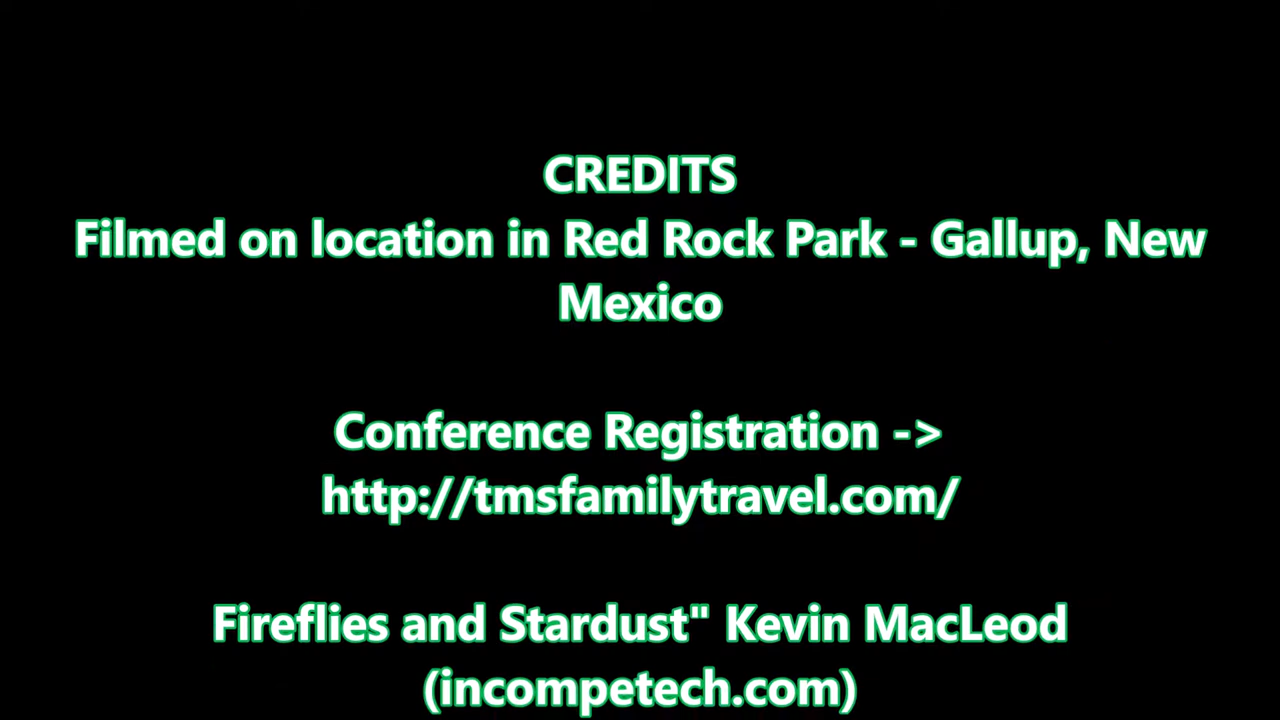 CREDITS
Filmed on location in Red Rock Park - Gallup, New
Mexico
Conference Registration ->
http://tmsfamilytravel.com/
Fireflies and Stardust" Kevin MacLeod
(incompetech.com)